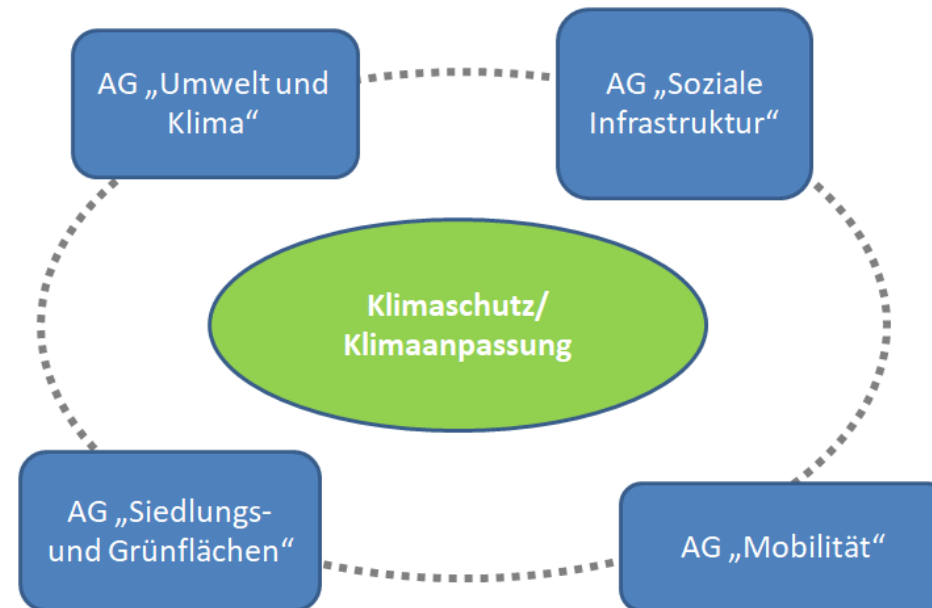 AG „Umwelt und
Klima“
AG „Soziale
Infrastruktur“
Klimaschutz/
Klimaanpassung
AG „Siedlungs-
und Grünflächen“
AG „Mobilität“